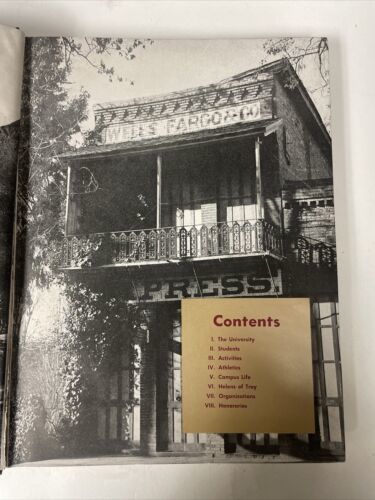 WELLS FARGO & CO
PRESS.
Contents
I. The University
II. Students
III. Activities
IV. Athletics
V. Campus Life
VI. Helens of Troy
VII. Organizations
VIII. Honoraries